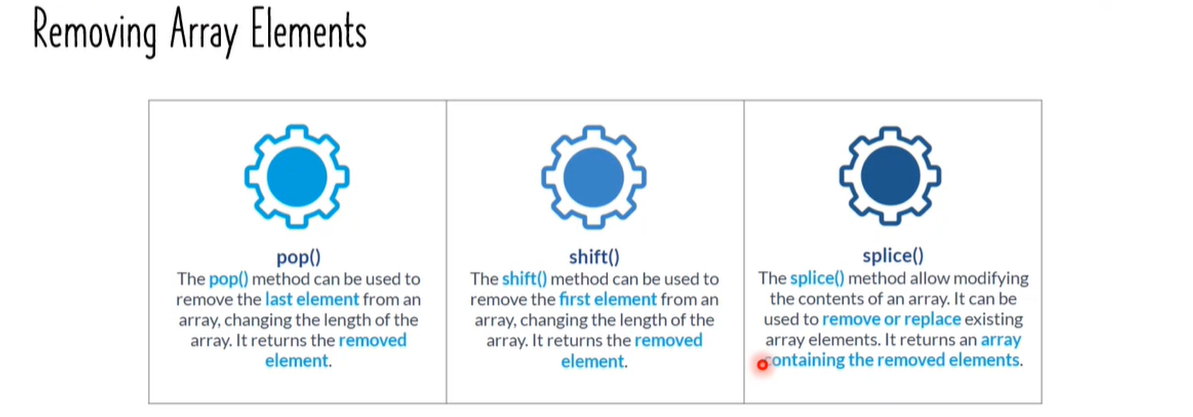 Removing Array Elements
pop()
The pop() method can be used to
remove the last element from an
array, changing the length of the
array. It returns the removed
element.
shift()
The shift() method can be used to
remove the first element from an
array, changing the length of the
array. It returns the removed
element.
splice()
The splice() method allow modifying
the contents of an array. It can be
used to remove or replace existing
array elements. It returns an array
containing the removed elements.